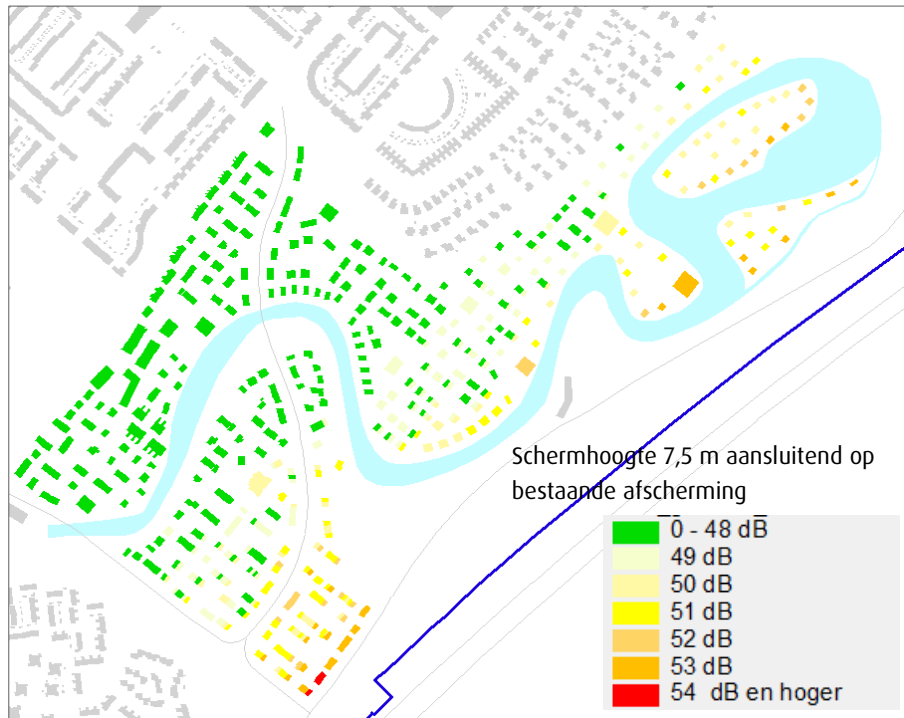 Schermhoogte 7,5 m aansluitend op
bestaande afscherming
0 - 48 dB
49 dB
50 dB
51 dB
52 dB
53 dB
54 dB en hoger